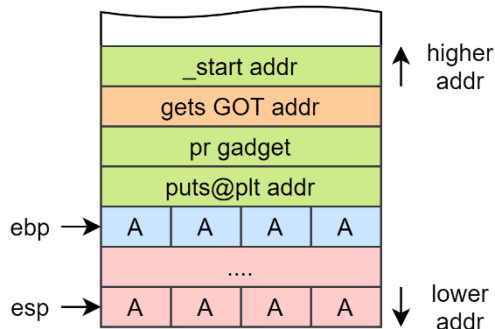 _start addr
higher
addr
gets GOT addr
pr gadget
puts@plt addr
ebp
A A A A
....
esp
A A A A
lower
addr